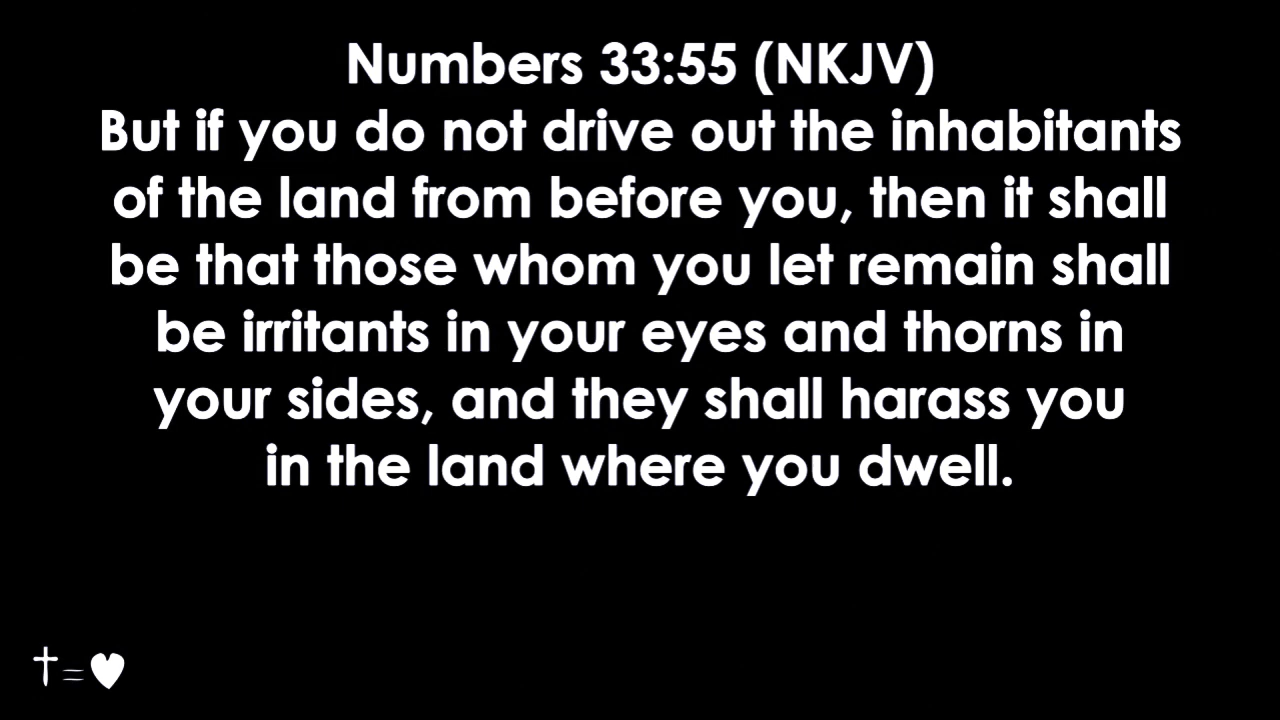 Numbers 33:55 (NKJV)
But if you do not drive out the inhabitants
of the land from before you, then it shall
be that those whom you let remain shall
be irritants in your eyes and thorns in
your sides, and they shall harass you
in the land where you dwell.